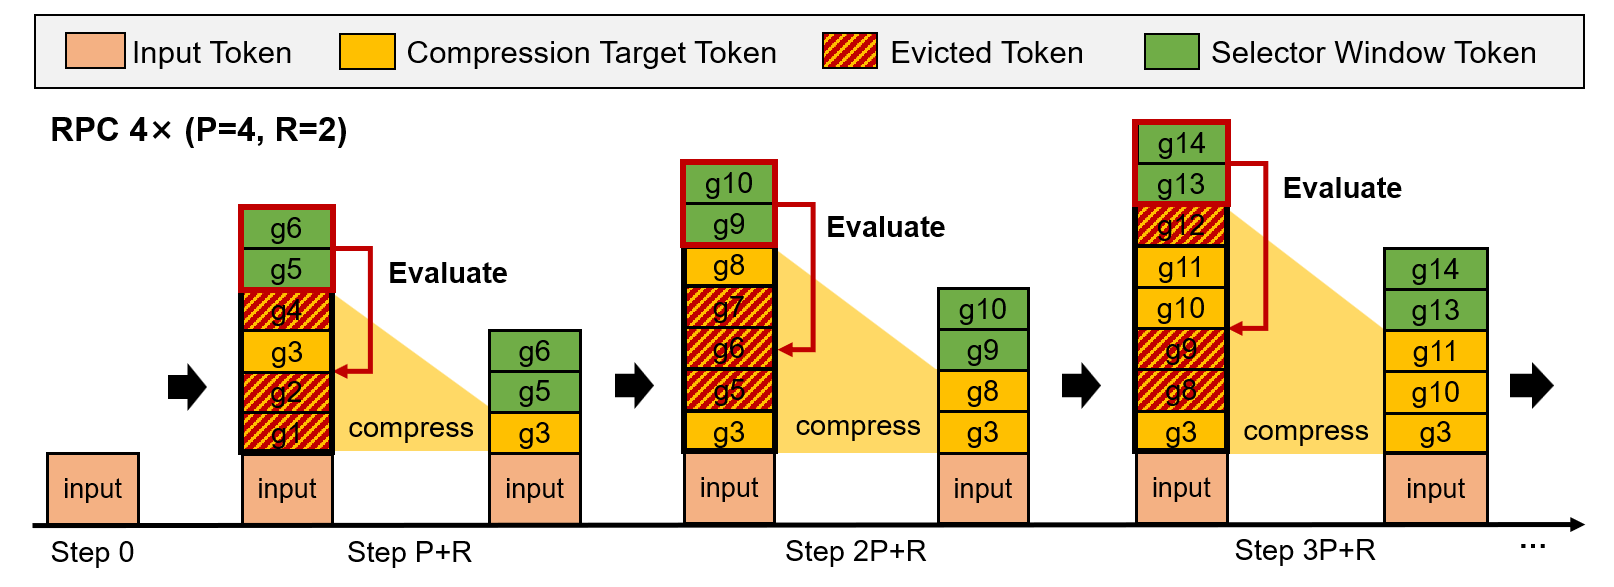 Input Token
Compression Target Token
Evicted Token
Selector Window Token
RPC 4× (P=4, R=2)
input
Step 0
g6
g5
g4
g3
g2
g1
input
Evaluate
compress
g6
g5
g3
input
Step P+R
g10
g9
g8
g7
g6
g5
g3
input
Evaluate
compress
g10
g9
g8
g3
input
Step 2P+R
g14
g13
g12
g11
g10
g9
g8
g3
input
Evaluate
compress
g14
g13
g11
g10
g3
input
Step 3P+R
...